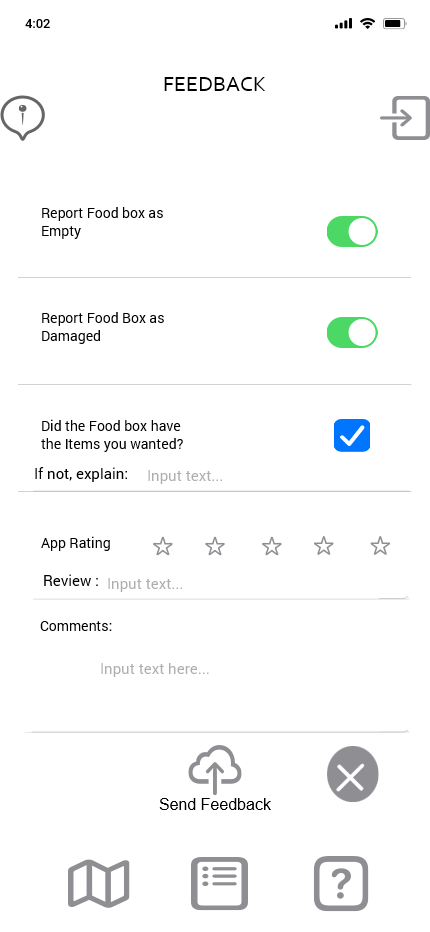 4:02
FEEDBACK
Report Food box as
Empty
Report Food Box as
Damaged
Did the Food box have
the Items you wanted?
If not, explain: Input text...
App Rating
Review : Input text...
Comments:
Input text here...
Send Feedback
?